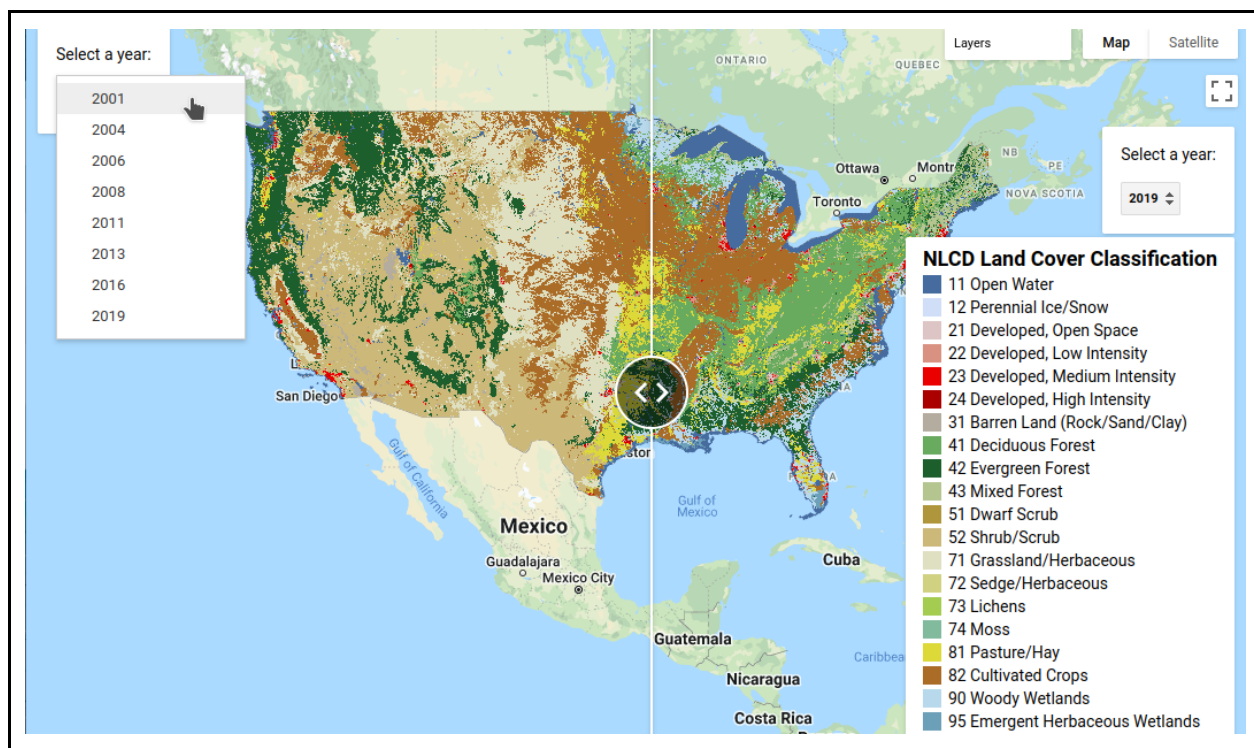 Select a year:
2001
2004
2006
2008
2011
2013
2016
2019
ONTARIO
QUEBEC
Layers
Map
Satellite
NB
PE
NOVA SCOTIA
Ottawa
Montr
Toronto
Select a year:
2019
San Diego
ston
Gulf of California
Gulf of
Mexico
Mexico
Guadalajara
Mexico City
Cuba
Guatemala
Caribbea
Nicaragua
Costa Rica
NLCD Land Cover Classification
11 Open Water
12 Perennial Ice/Snow
21 Developed, Open Space
22 Developed, Low Intensity
23 Developed, Medium Intensity
24 Developed, High Intensity
31 Barren Land (Rock/Sand/Clay)
41 Deciduous Forest
42 Evergreen Forest
43 Mixed Forest
51 Dwarf Scrub
52 Shrub/Scrub
71 Grassland/Herbaceous
72 Sedge/Herbaceous
73 Lichens
74 Moss
81 Pasture/Hay
82 Cultivated Crops
90 Woody Wetlands
95 Emergent Herbaceous Wetlands